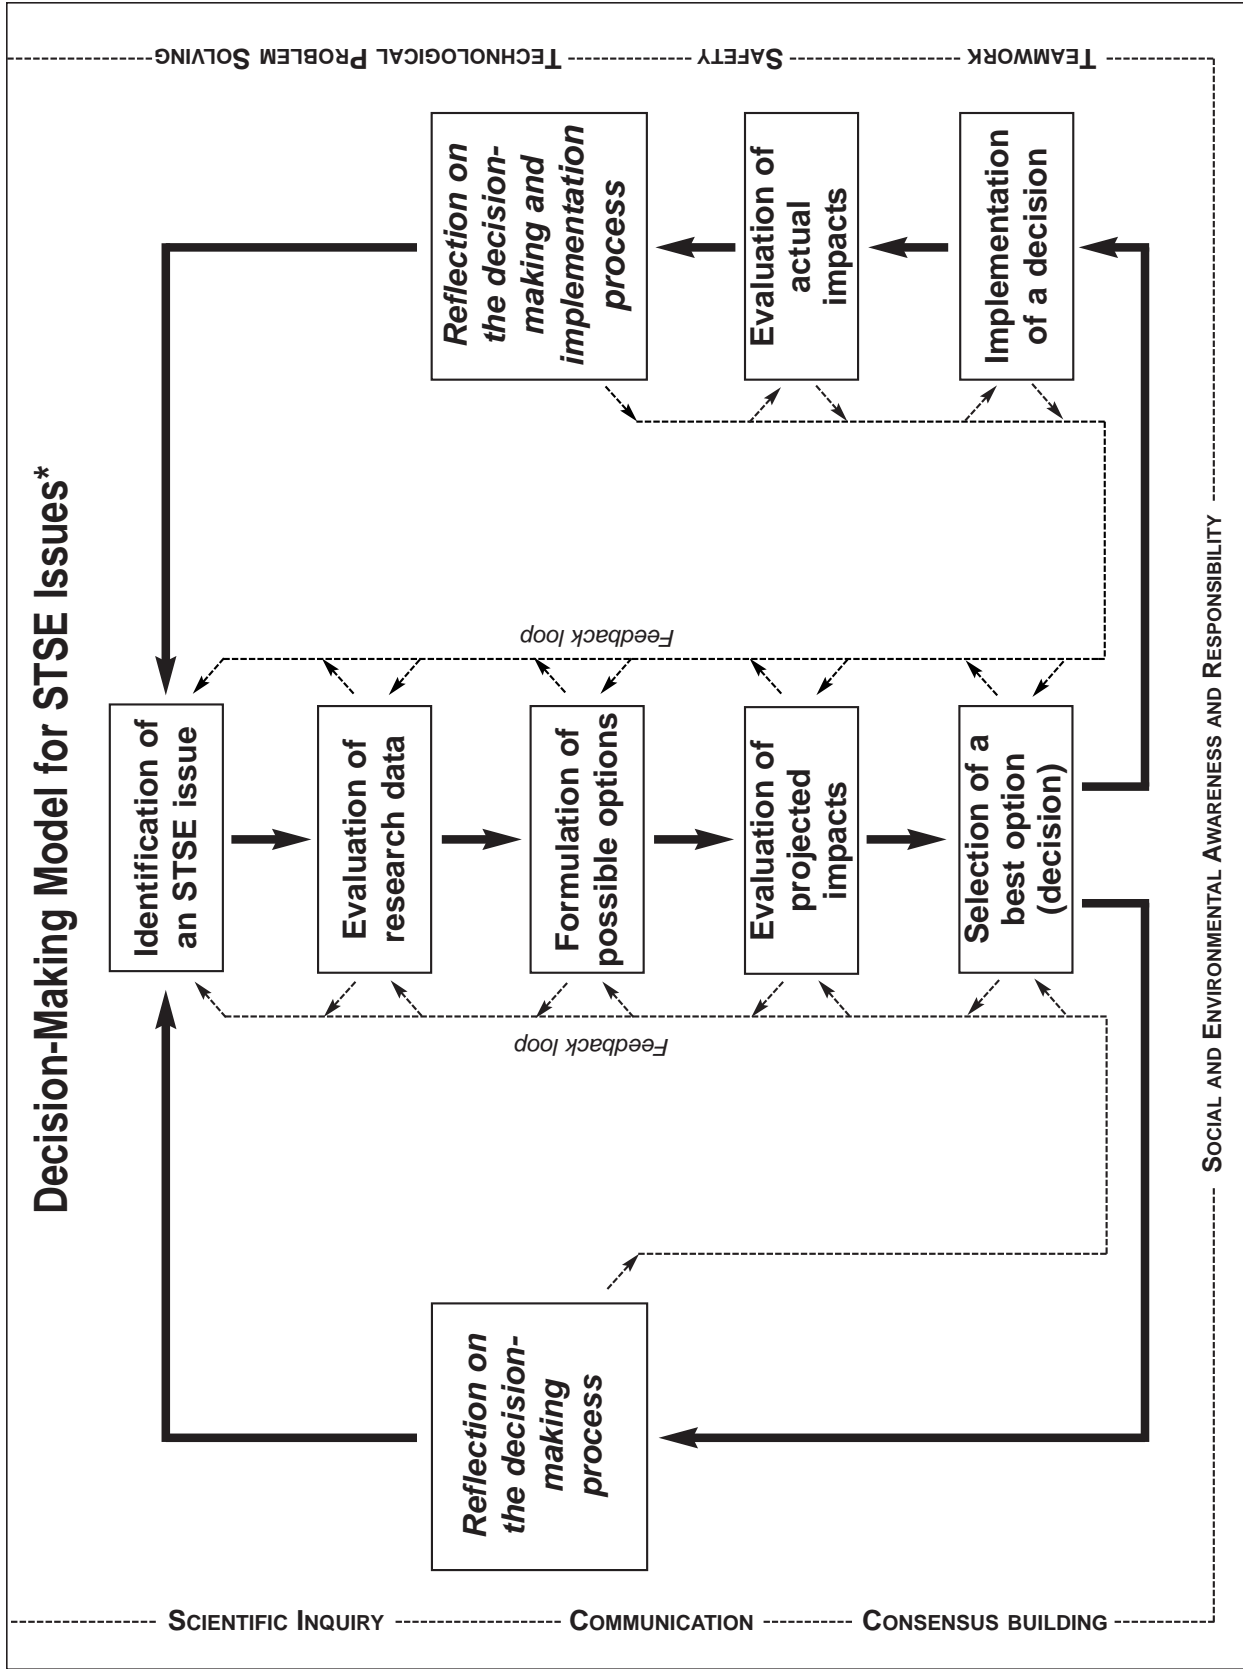 Decision-Making Model for STSE Issues*
Identification of
an STSE issue
Evaluation of
research data
Formulation of
possible options
Evaluation of
projected
impacts
Selection of a
best option
(decision)
Reflection on
the decision-
making
process
Reflection on
the decision-
making and
implementation
process
Evaluation of
actual
impacts
Implementation
of a decision
Feedback loop
Feedback loop
SCIENTIFIC INQUIRY
COMMUNICATION
CONSENSUS BUILDING
SOCIAL AND ENVIRONMENTAL AWARENESS AND RESPONSIBILITY
TEAMWORK
SAFETY
TECHNOLOGICAL PROBLEM SOLVING